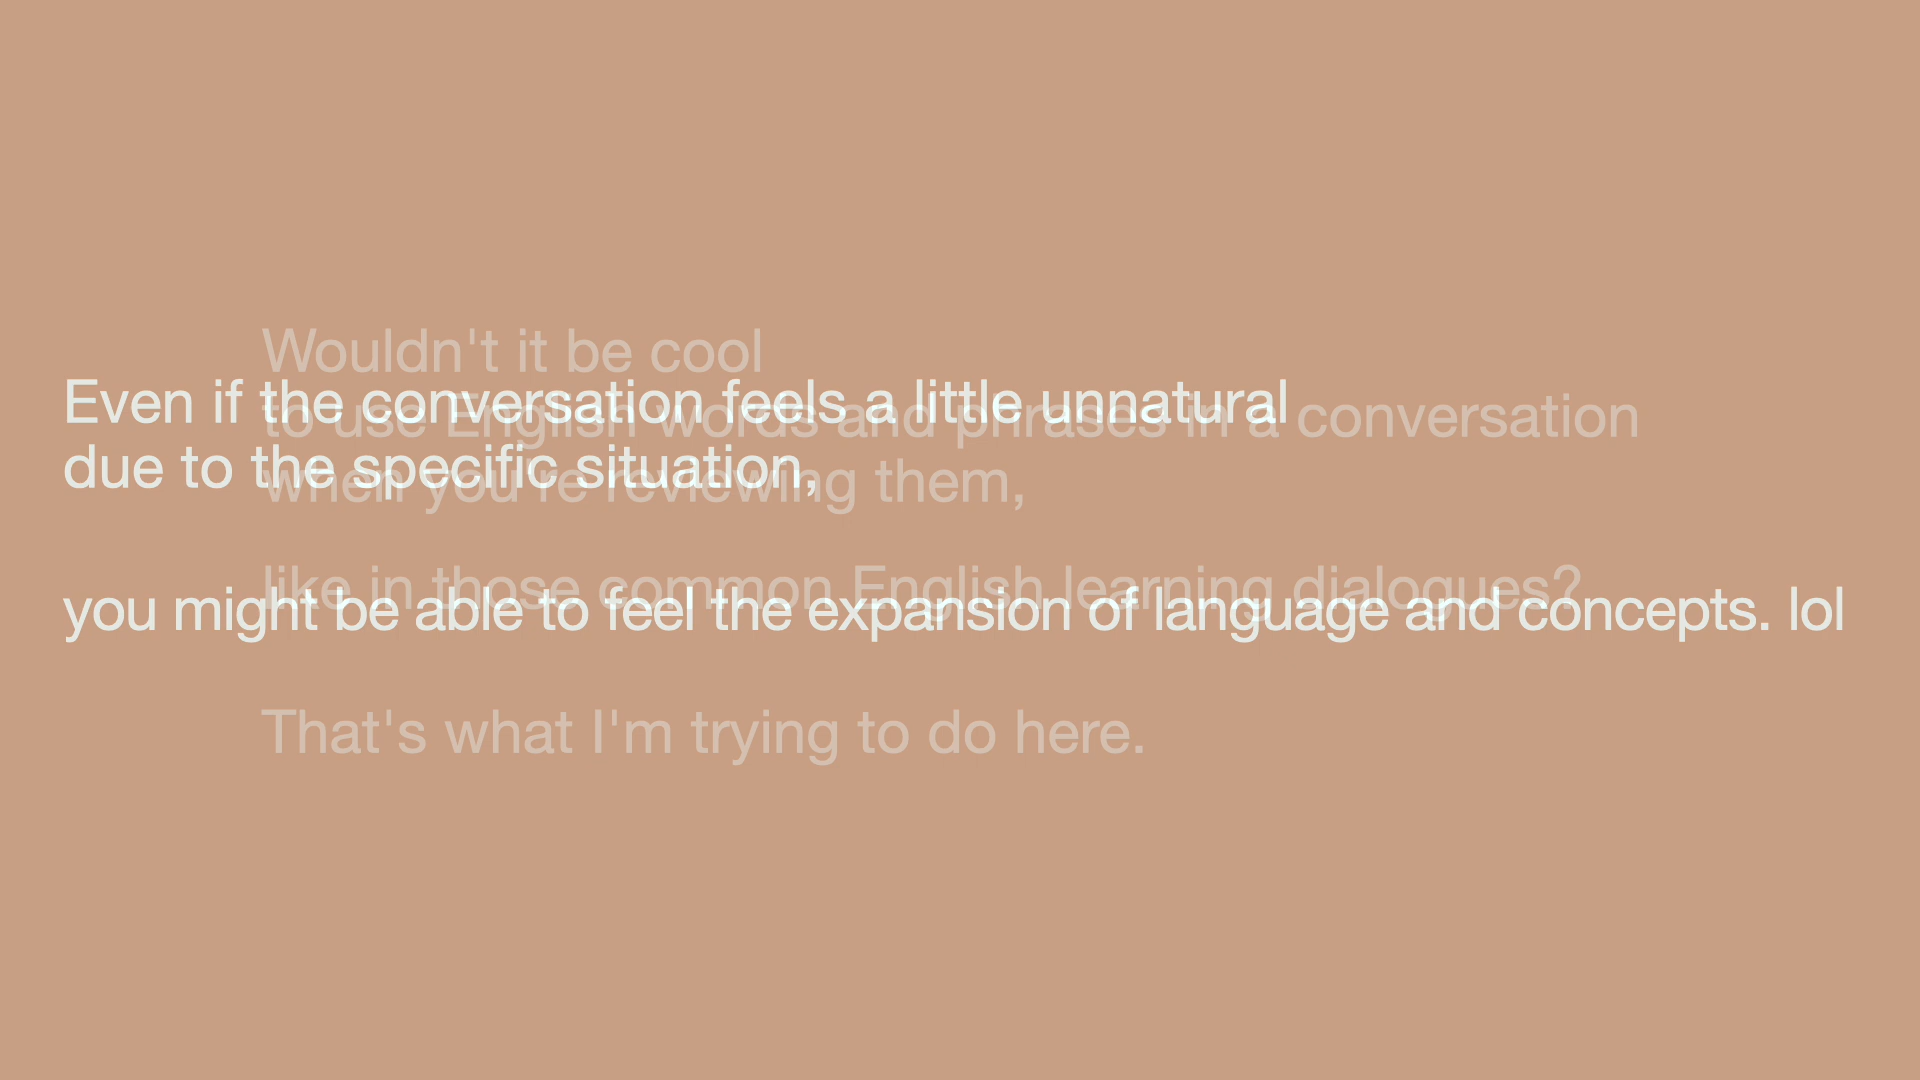 Wouldn't it be cool
Even if the conversation feels a little unnatural
to use English words and phrases in a conversation
due to the specific situation,
when you're reviewing them,
like in those common English learning dialogues?
you might be able to feel the expansion of language and concepts. lol
That's what I'm trying to do here.